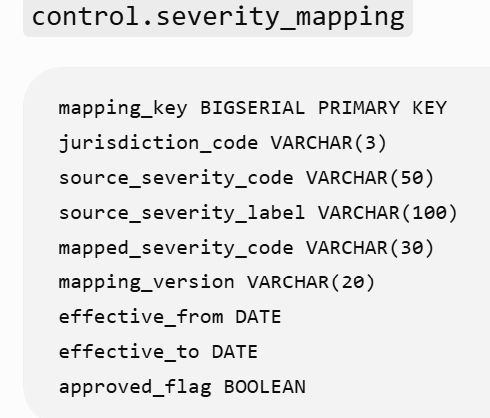 control.severity_mapping
mapping_key BIGSERIAL PRIMARY KEY
jurisdiction_code VARCHAR(3)
source_severity_code VARCHAR(50)
source_severity_label VARCHAR(100)
mapped_severity_code VARCHAR(30)
mapping_version VARCHAR(20)
effective_from DATE
effective_to DATE
approved_flag BOOLEAN